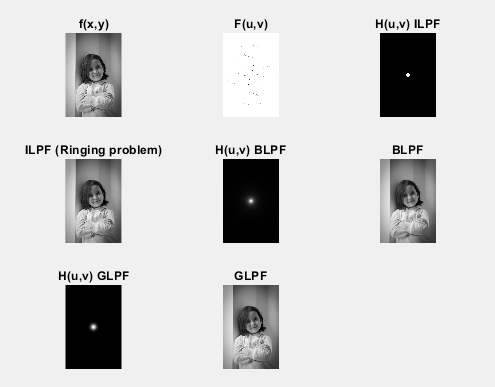 f(x,y)
F(u,v)
H(u,v) ILPF
ILPF (Ringing problem)
H(u,v) BLPF
BLPF
H(u,v) GLPF
GLPF